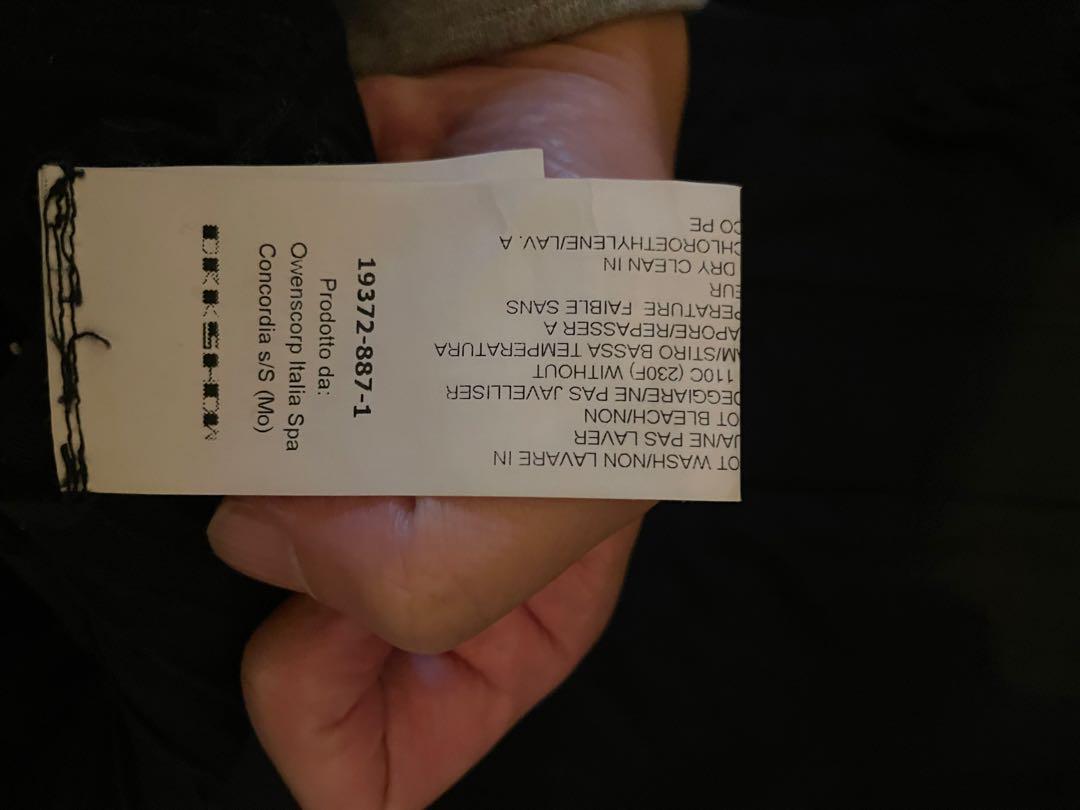 19372-887-1
Prodotto da:
Owenscorp Italia Spa
Concordia s/S (Mo)
OT WASH/NON LAVARE IN
UA/NE PAS LAVER
OT BLEACH/NON
DEGGIARE/NE PAS JAVELLISER
110C (230F) WITHOUT
AM/STIRO BASSA TEMPERATURA
APORE/REPASSER A
PERATURE FAIBLE SANS
EUR
DRY CLEAN IN
CHLOROETHYLENE/LAV. A
CO PE